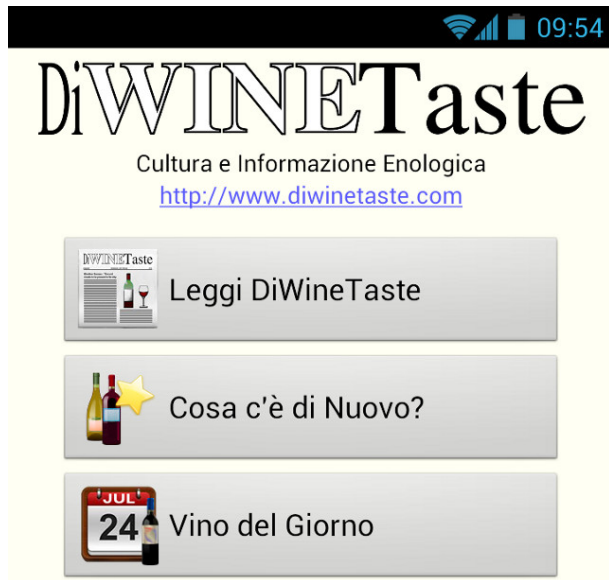 09:54
DiWINETaste
Cultura e Informazione Enologica
http://www.diwinetaste.com
DiWINETaste
Leggi DiWineTaste
Cosa c'è di Nuovo?
JUL
24
Vino del Giorno